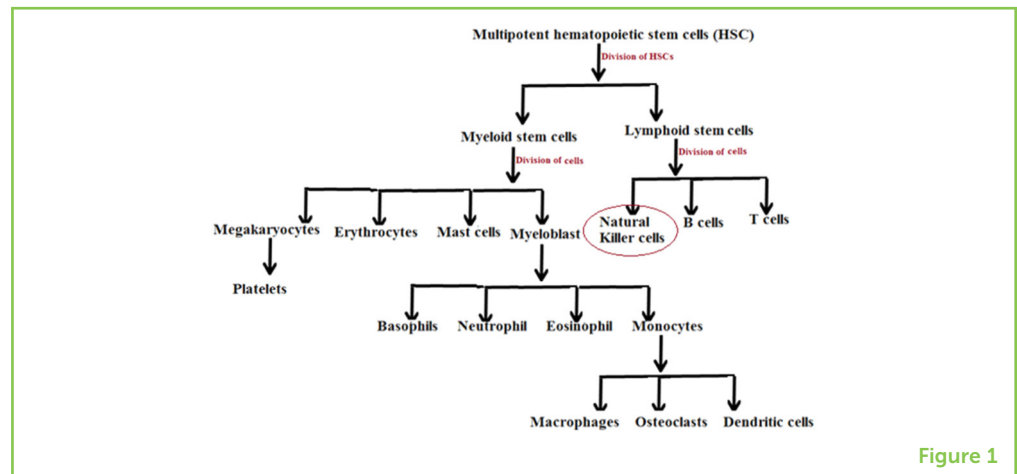 Multipotent hematopoietic stem cells (HSC)
Division of HSCs
Myeloid stem cells
Lymphoid stem cells
Division of cells
Division of cells
Megakaryocytes
Erythrocytes
Mast cells
Myeloblast
Natural
Killer cells
B cells
T cells
Platelets
Basophils
Neutrophil
Eosinophil
Monocytes
Macrophages
Osteoclasts
Dendritic cells
Figure 1